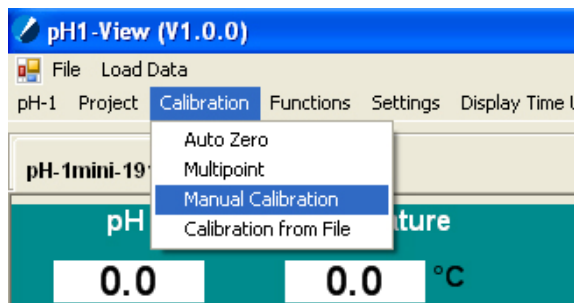 pH1-View (V1.0.0)
File Load Data
pH-1 Project Calibration Functions Settings Display Time
Auto Zero
pH-1mini-19 Multipoint
Manual Calibration
pH
Calibration from File
0.0 0.0 °C